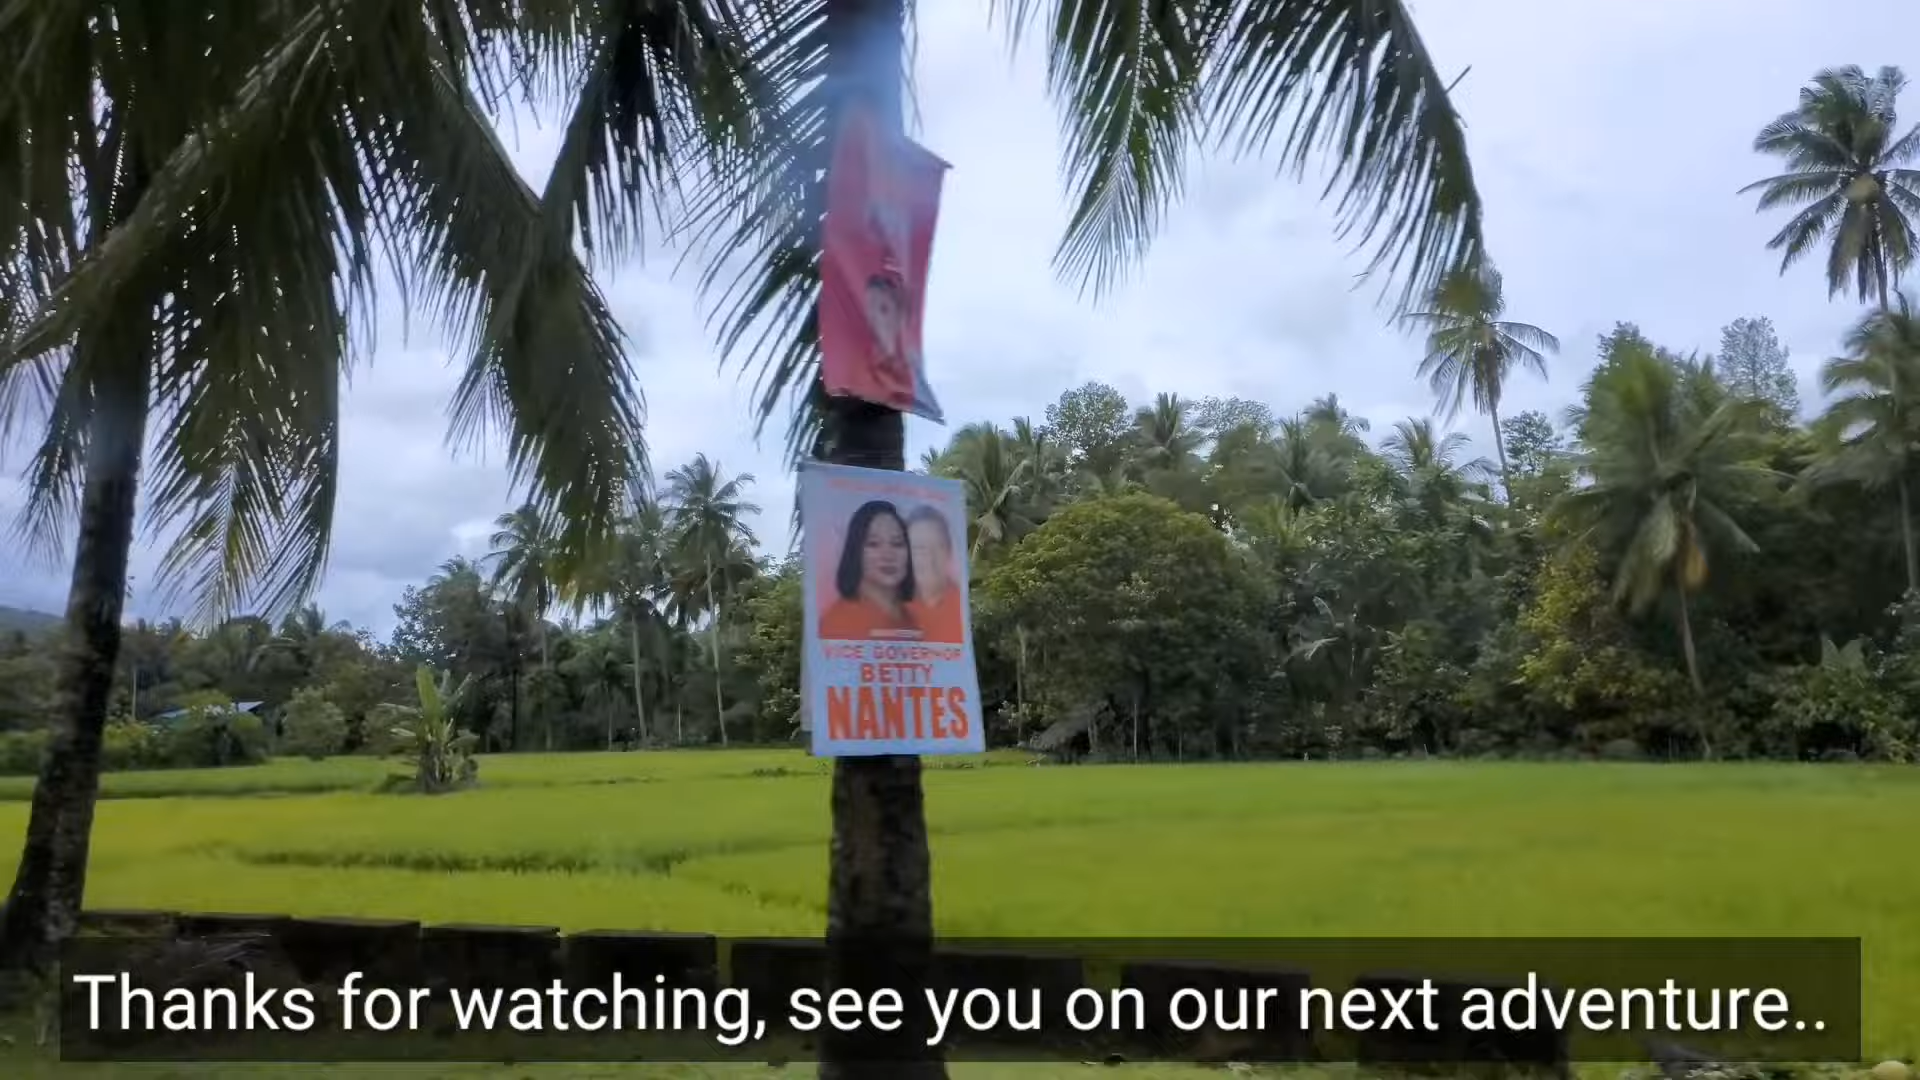 VICE GOVERNOR
BETTY
NANTES
Thanks for watching, see you on our next adventure..